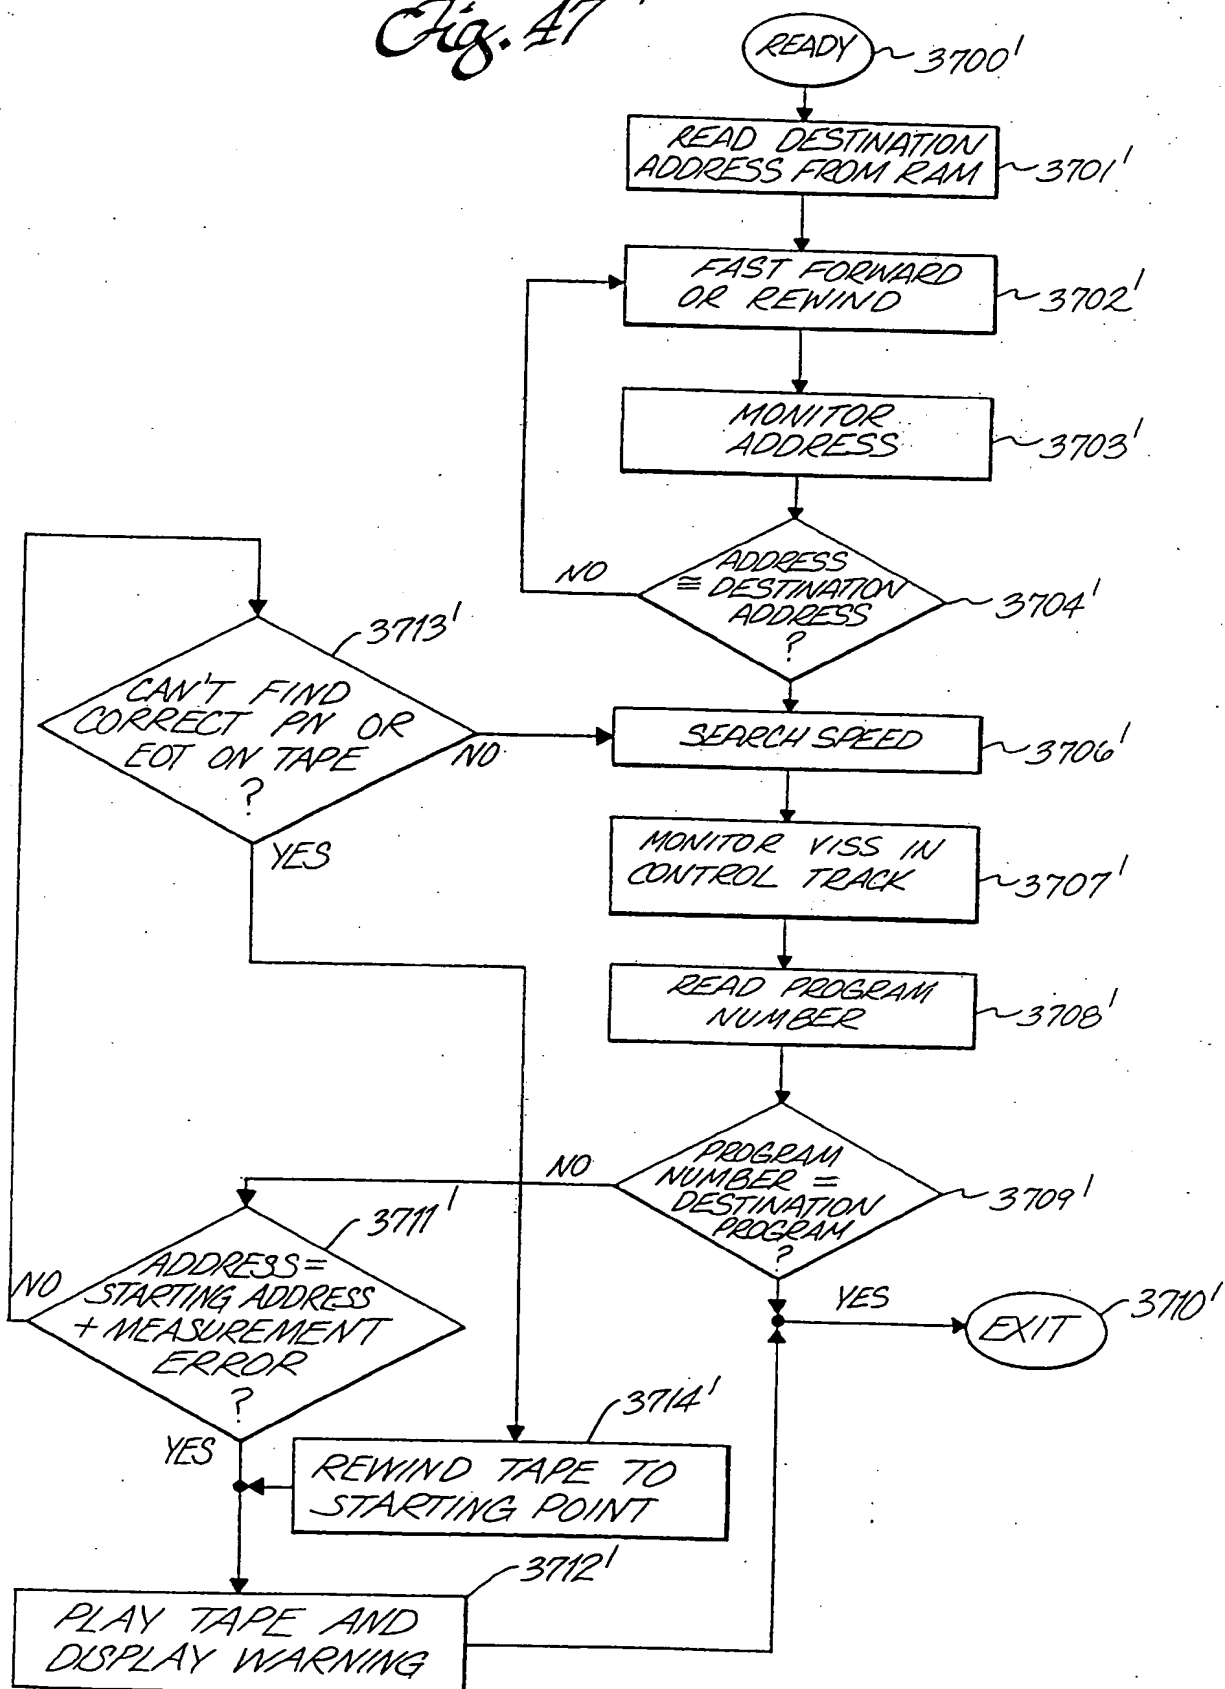 Fig. 47
READY
3700'
READ DESTINATION
ADDRESS FROM RAM
3701'
FAST FORWARD
OR REWIND
3702'
MONITOR
ADDRESS
3703'
ADDRESS
≅ DESTINATION
ADDRESS
?
NO
3704'
3713'
CAN'T FIND
CORRECT PN OR
EOT ON TAPE
?
NO
YES
SEARCH SPEED
3706'
MONITOR VISS IN
CONTROL TRACK
3707'
READ PROGRAM
NUMBER
3708'
PROGRAM
NUMBER =
DESTINATION
PROGRAM
?
NO
3709'
YES
EXIT
3710'
3711'
ADDRESS =
STARTING ADDRESS
+ MEASUREMENT
ERROR
?
NO
YES
3714'
REWIND TAPE TO
STARTING POINT
3712'
PLAY TAPE AND
DISPLAY WARNING